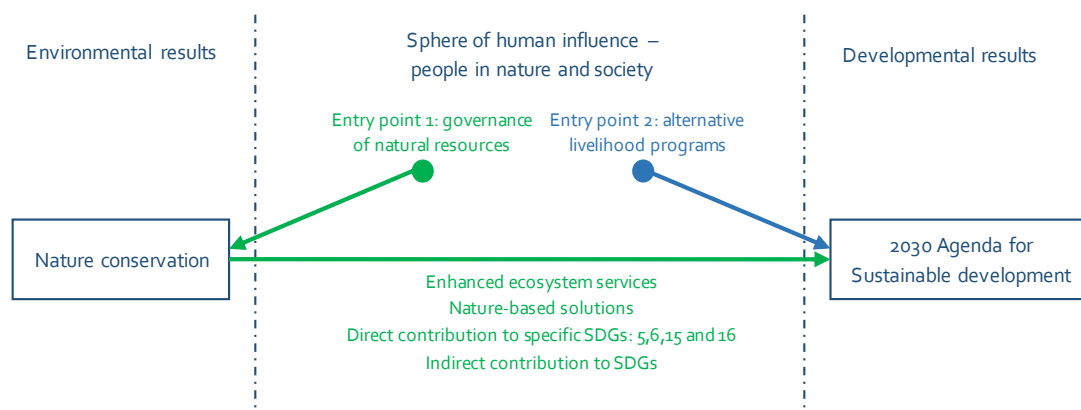 Environmental results
Sphere of human influence –
people in nature and society
Developmental results
Entry point 1: governance
of natural resources
Entry point 2: alternative
livelihood programs
Nature conservation
2030 Agenda for
Sustainable development
Enhanced ecosystem services
Nature-based solutions
Direct contribution to specific SDGs: 5,6,15 and 16
Indirect contribution to SDGs